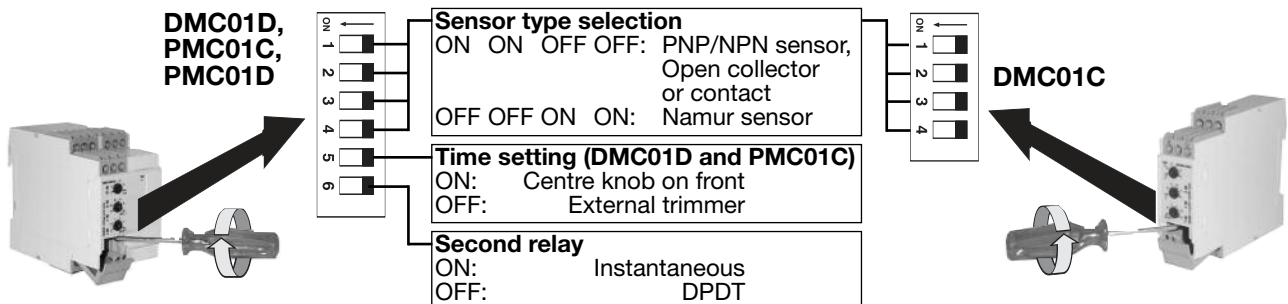 DMC01D,
PMC01C,
PMC01D
ON
1
2
3
4
5
6
Sensor type selection
ON ON OFF OFF: PNP/NPN sensor,
Open collector
or contact
OFF OFF ON ON: Namur sensor
Time setting (DMC01D and PMC01C)
ON: Centre knob on front
OFF: External trimmer
Second relay
ON: Instantaneous
OFF: DPDT
ON
1
2
3
4
DMC01C